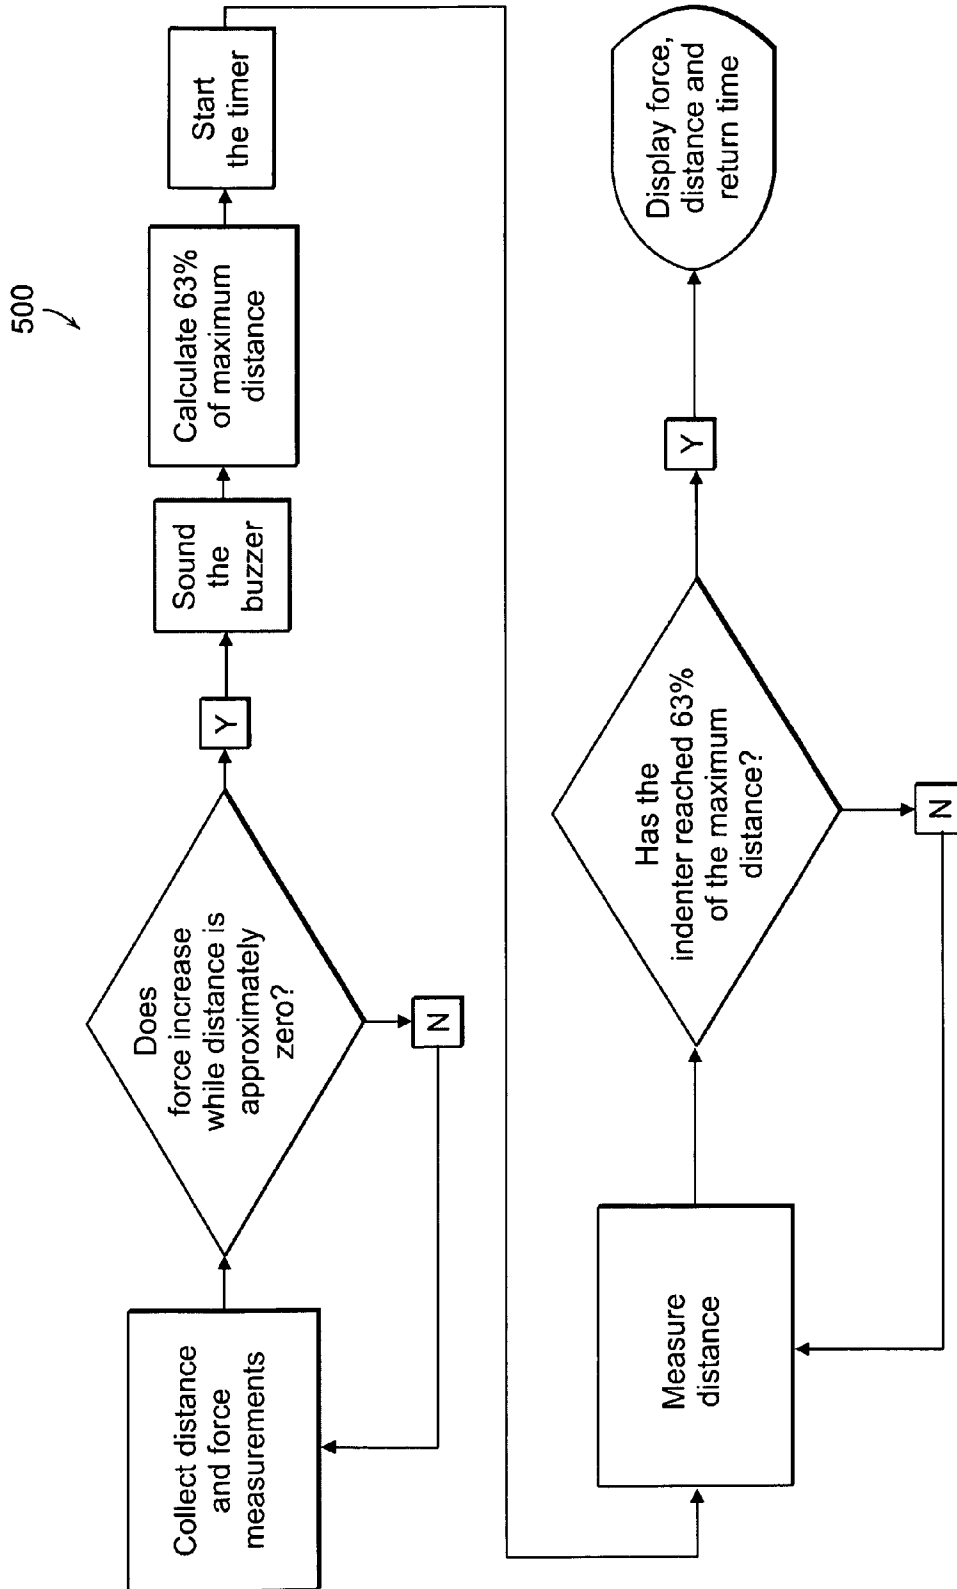 500
Collect distance
and force
measurements
Does
force increase
while distance is
approximately
zero?
N
Y
Sound
the
buzzer
Calculate 63%
of maximum
distance
Start
the timer
Measure
distance
Has the
indenter reached 63%
of the maximum
distance?
N
Y
Display force,
distance and
return time